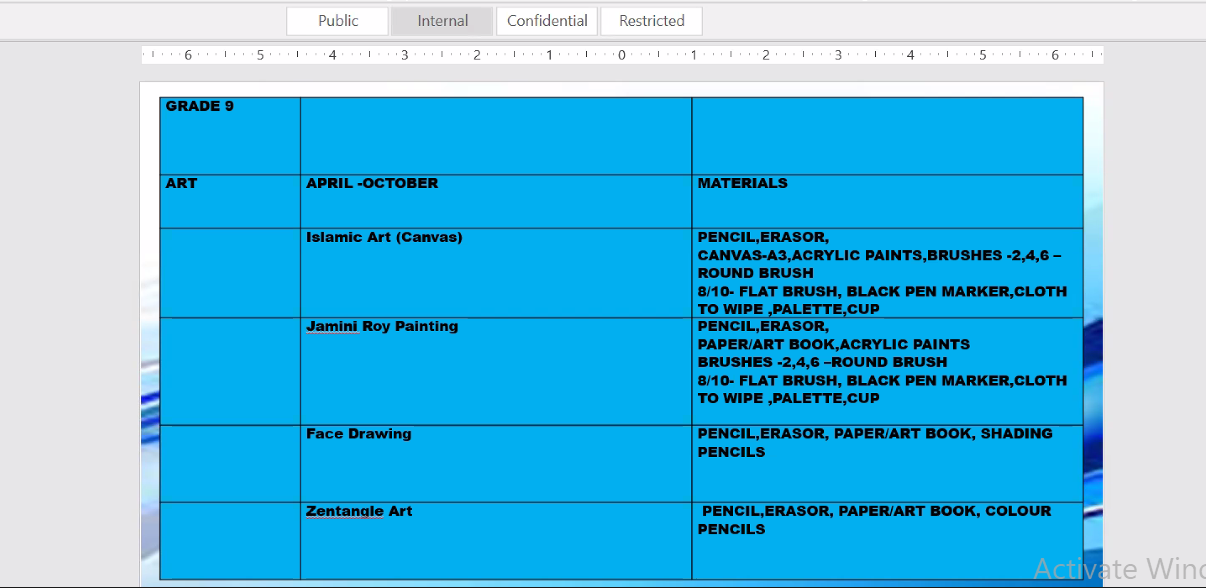 Public Internal Confidential Restricted
6 5 4 3 2 1 0 1 2 3 4 5 6
GRADE 9
ART APRIL -OCTOBER MATERIALS
Islamic Art (Canvas)
PENCIL,ERASOR,
CANVAS-A3,ACRYLIC PAINTS,BRUSHES -2,4,6 –
ROUND BRUSH
8/10- FLAT BRUSH, BLACK PEN MARKER,CLOTH
TO WIPE ,PALETTE,CUP
Jamini Roy Painting
PENCIL,ERASOR,
PAPER/ART BOOK,ACRYLIC PAINTS
BRUSHES -2,4,6 –ROUND BRUSH
8/10- FLAT BRUSH, BLACK PEN MARKER,CLOTH
TO WIPE ,PALETTE,CUP
Face Drawing
PENCIL,ERASOR, PAPER/ART BOOK, SHADING
PENCILS
Zentangle Art
PENCIL,ERASOR, PAPER/ART BOOK, COLOUR
PENCILS
Activate Wind